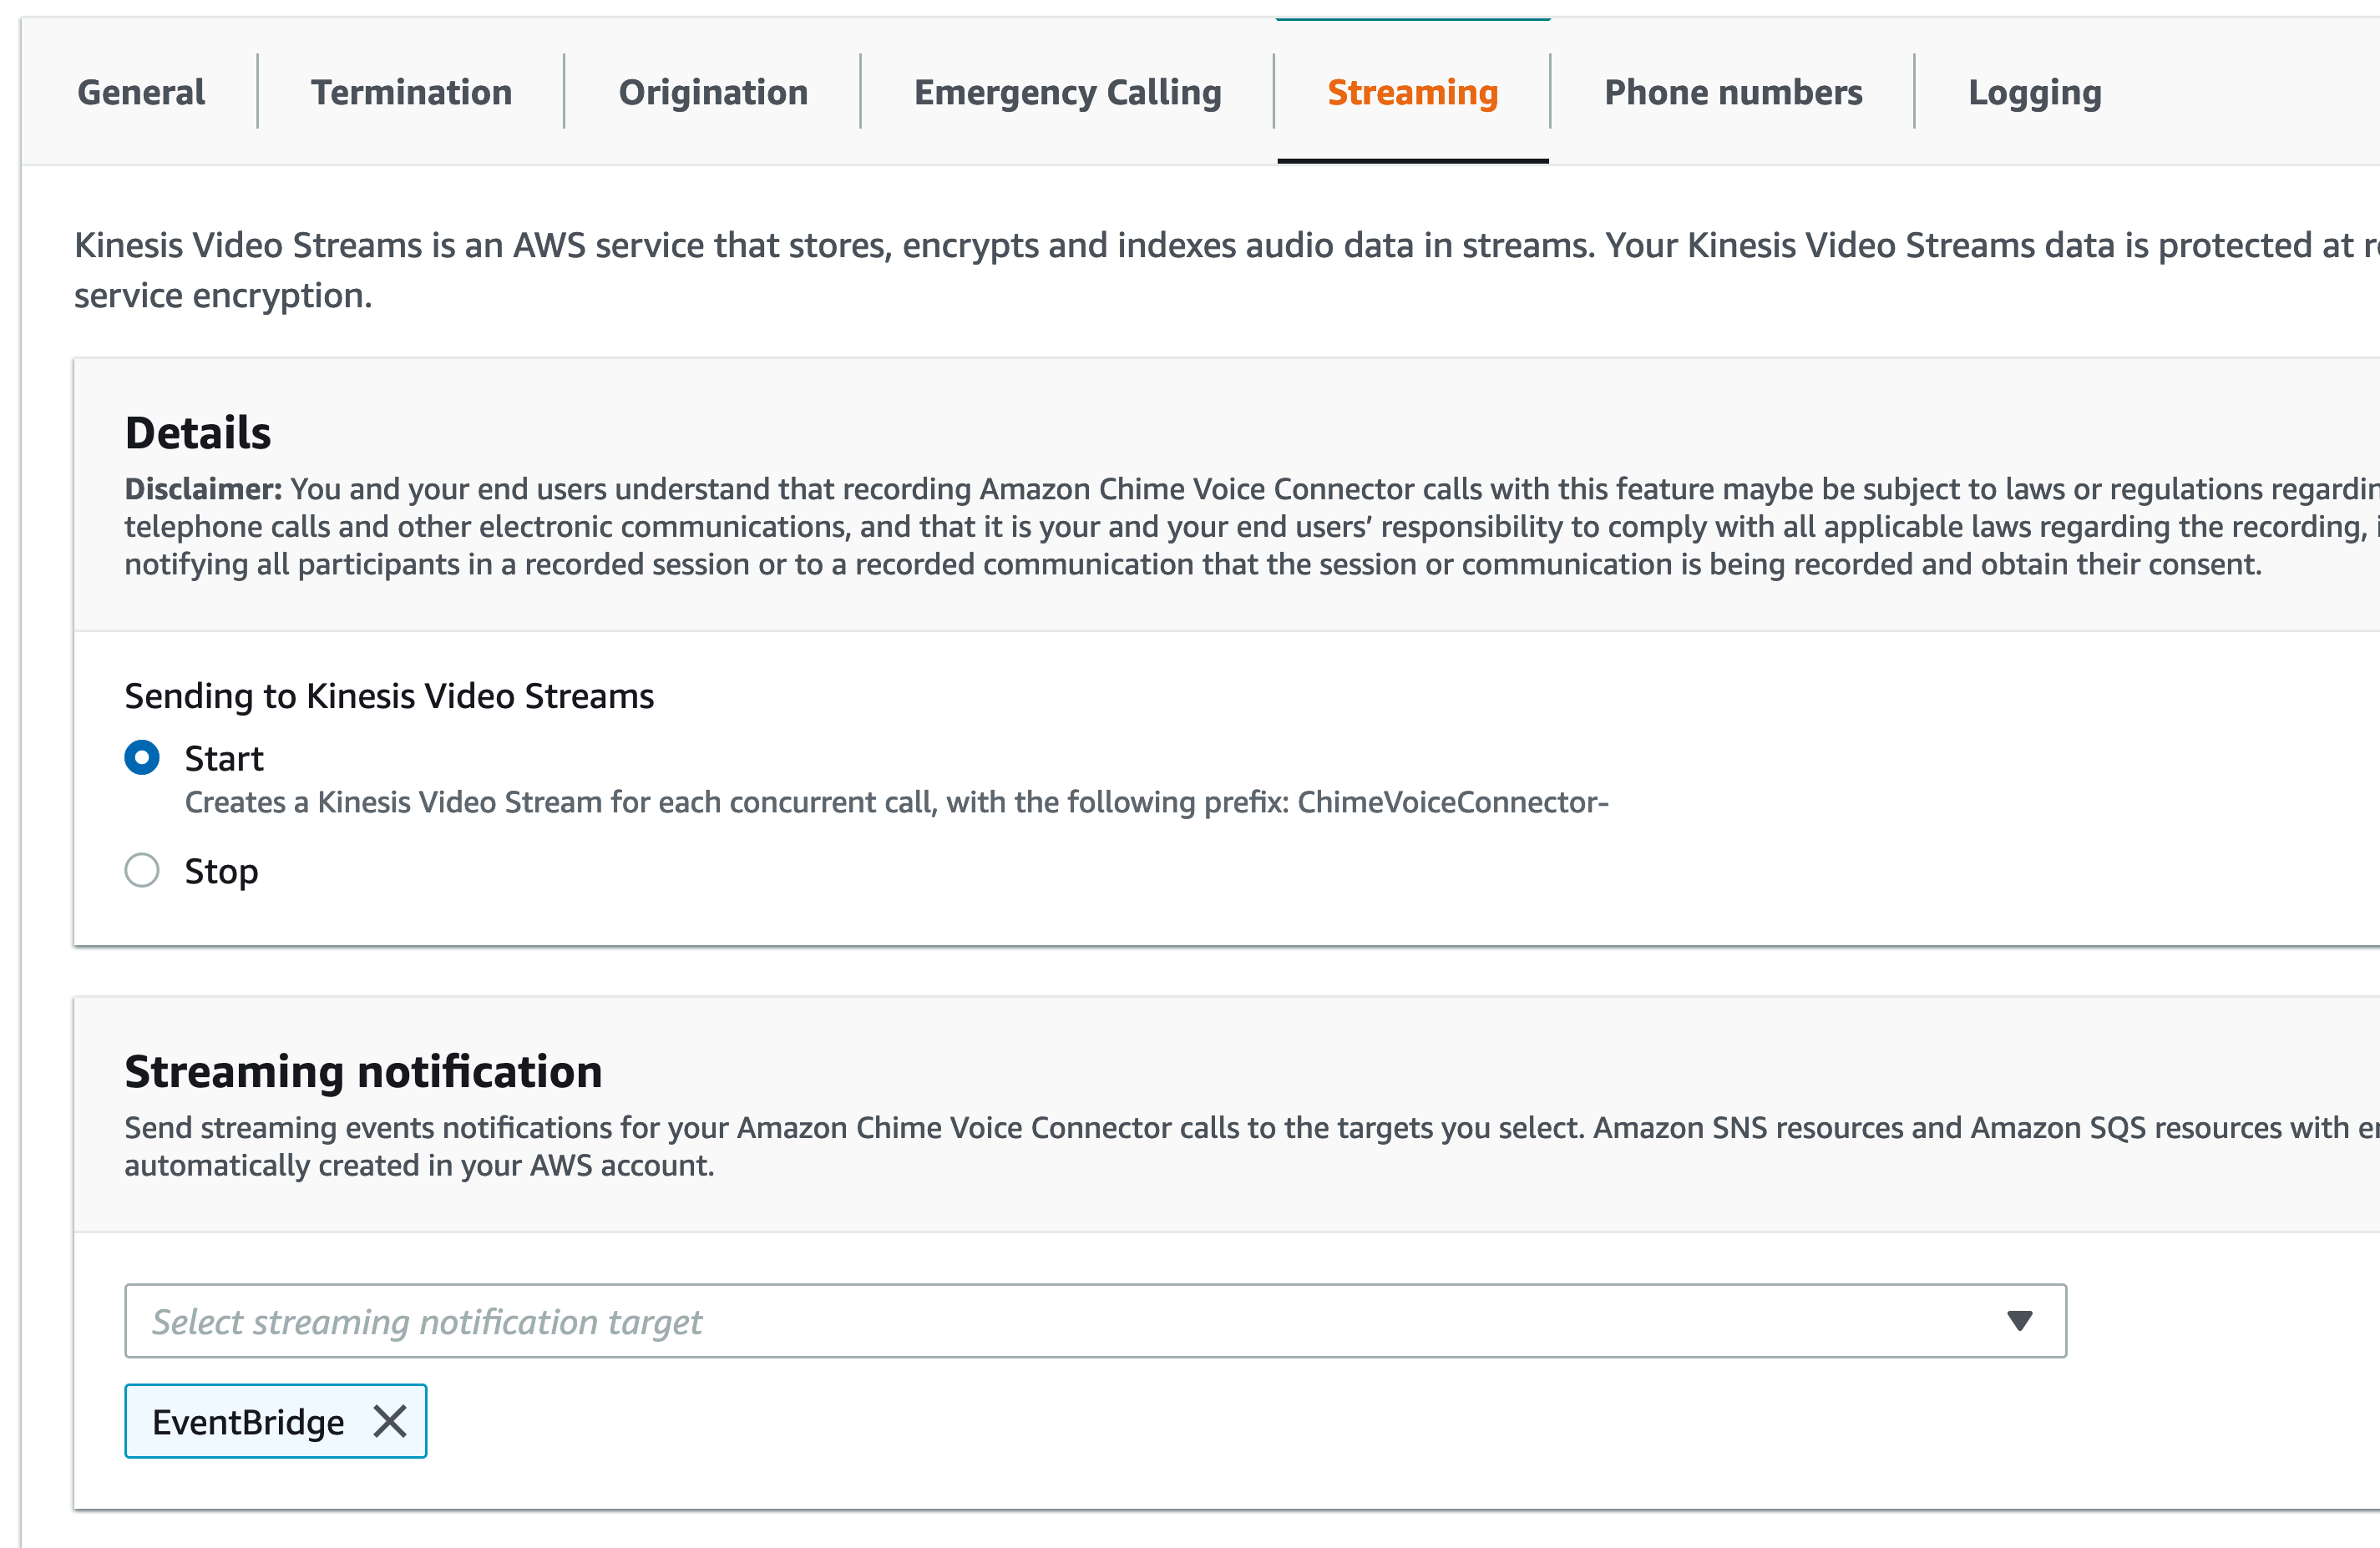 General Termination Origination Emergency Calling Streaming Phone numbers Logging
Kinesis Video Streams is an AWS service that stores, encrypts and indexes audio data in streams. Your Kinesis Video Streams data is protected at
service encryption.
Details
Disclaimer: You and your end users understand that recording Amazon Chime Voice Connector calls with this feature maybe be subject to laws or regulations
telephone calls and other electronic communications, and that it is your and your end users’ responsibility to comply with all applicable laws regarding the recording,
notifying all participants in a recorded session or to a recorded communication that the session or communication is being recorded and obtain their consent.
Sending to Kinesis Video Streams
Start
Creates a Kinesis Video Stream for each concurrent call, with the following prefix: ChimeVoiceConnector-
Stop
Streaming notification
Send streaming events notifications for your Amazon Chime Voice Connector calls to the targets you select. Amazon SNS resources and Amazon SQS resources with
automatically created in your AWS account.
Select streaming notification target
EventBridge